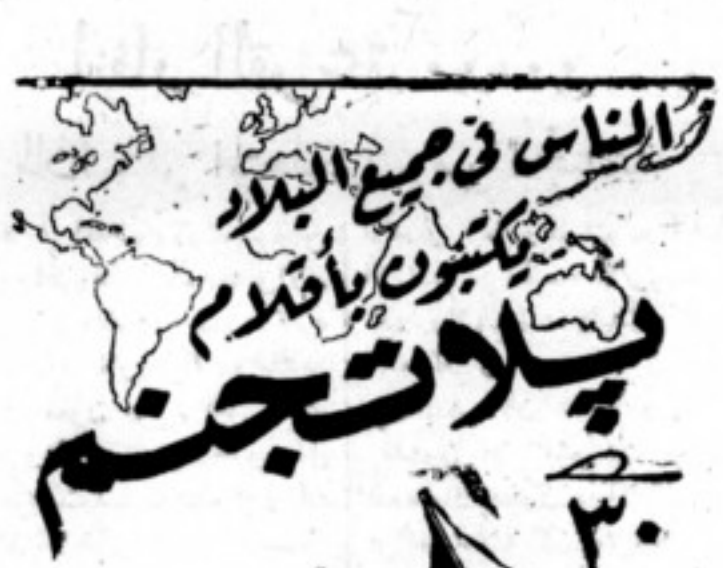 الناس فى جميع البلاد
يكتبون بأقلام
پلاتجنم
٣٠